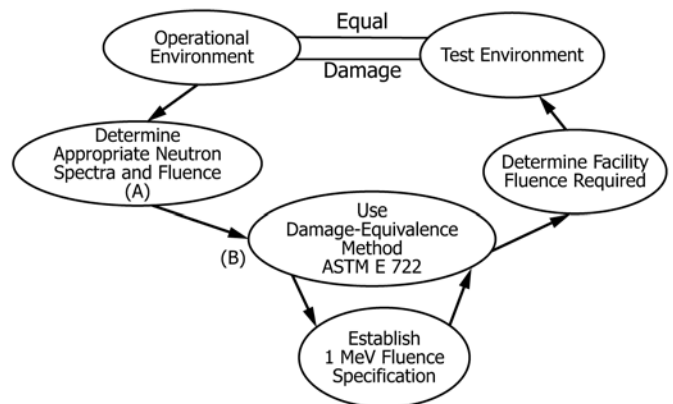 Operational
Environment
Equal
Damage
Test Environment
Determine
Appropriate Neutron
Spectra and Fluence
(A)
Determine Facility
Fluence Required
(B)
Use
Damage-Equivalence
Method
ASTM E 722
Establish
1 MeV Fluence
Specification